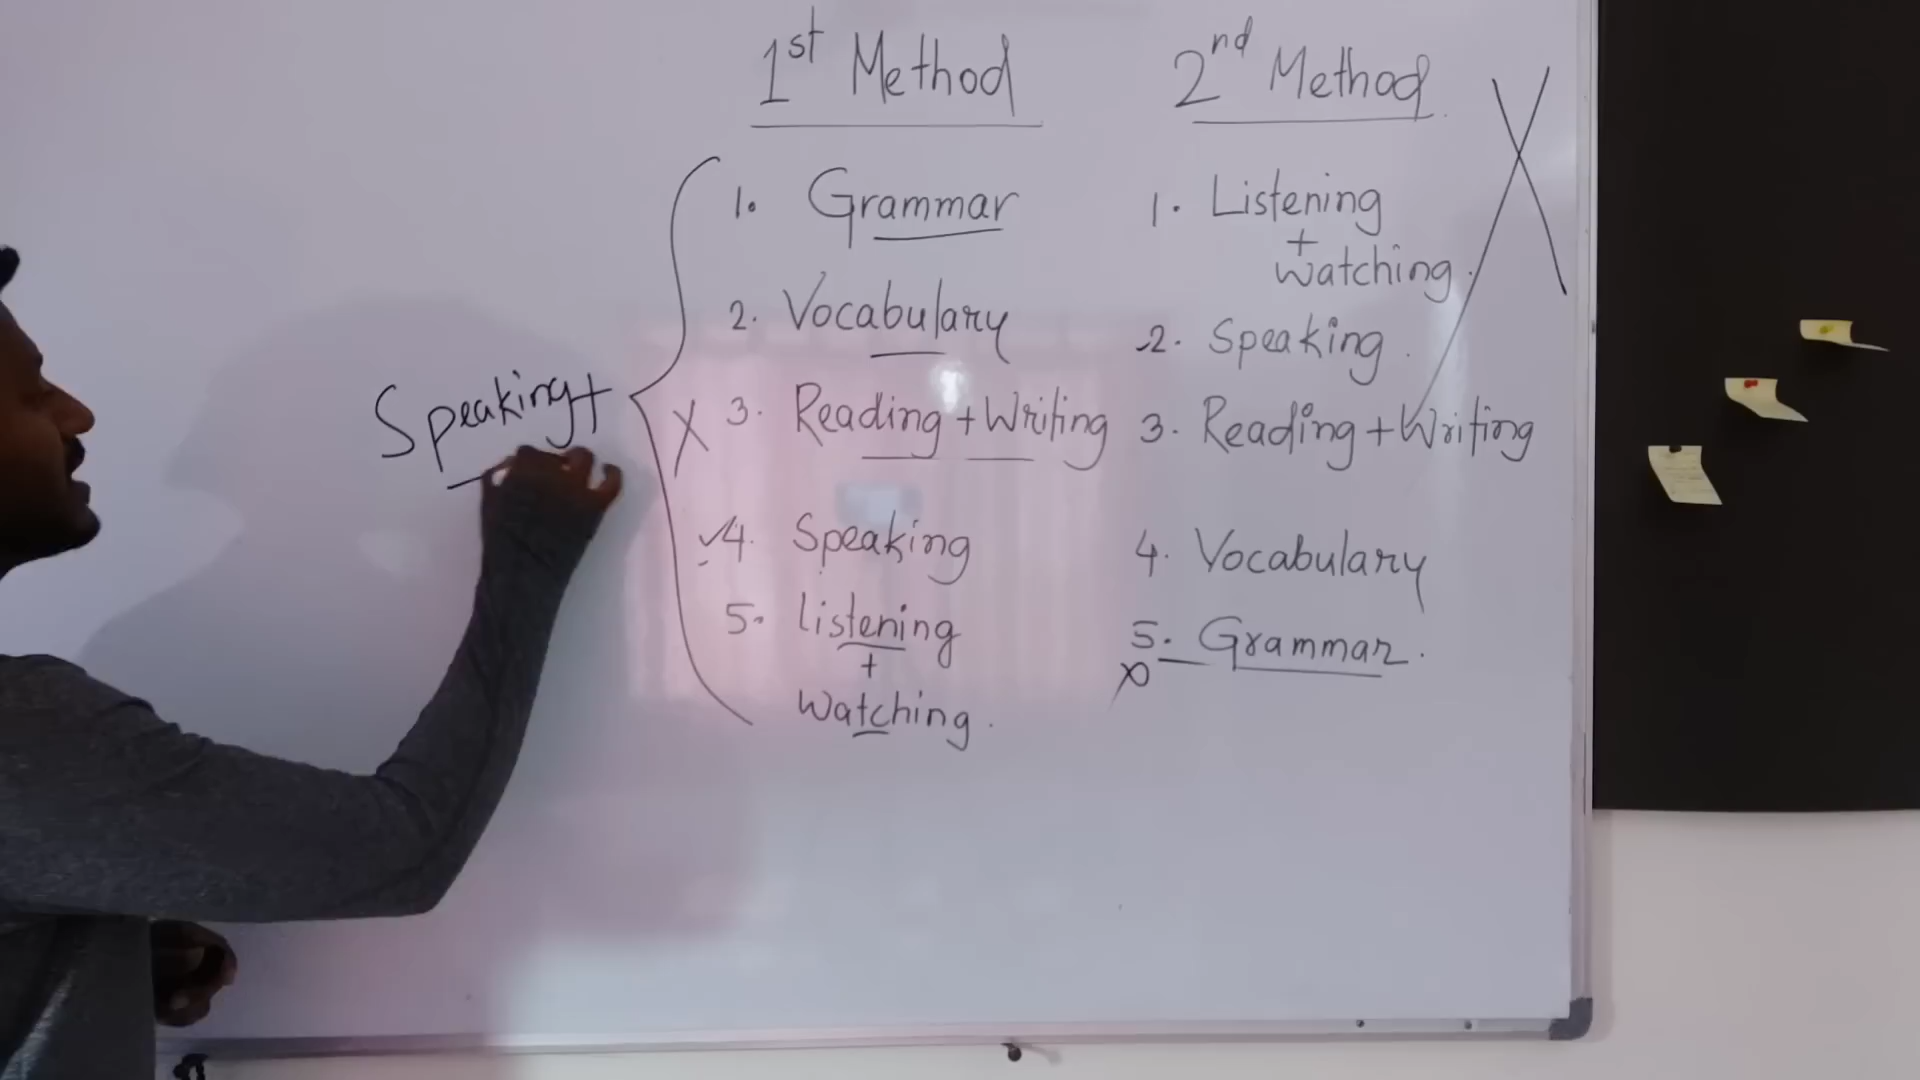 1st Method
1. Grammar
2. Vocabulary
X 3. Reading + Writing
✓4. Speaking
5. listening
+
Watching.
Speaking+
2nd Method.
1. Listening
+
Watching.
2. Speaking.
3. Reading + Writing
4. Vocabulary
5. Grammar.
X
X